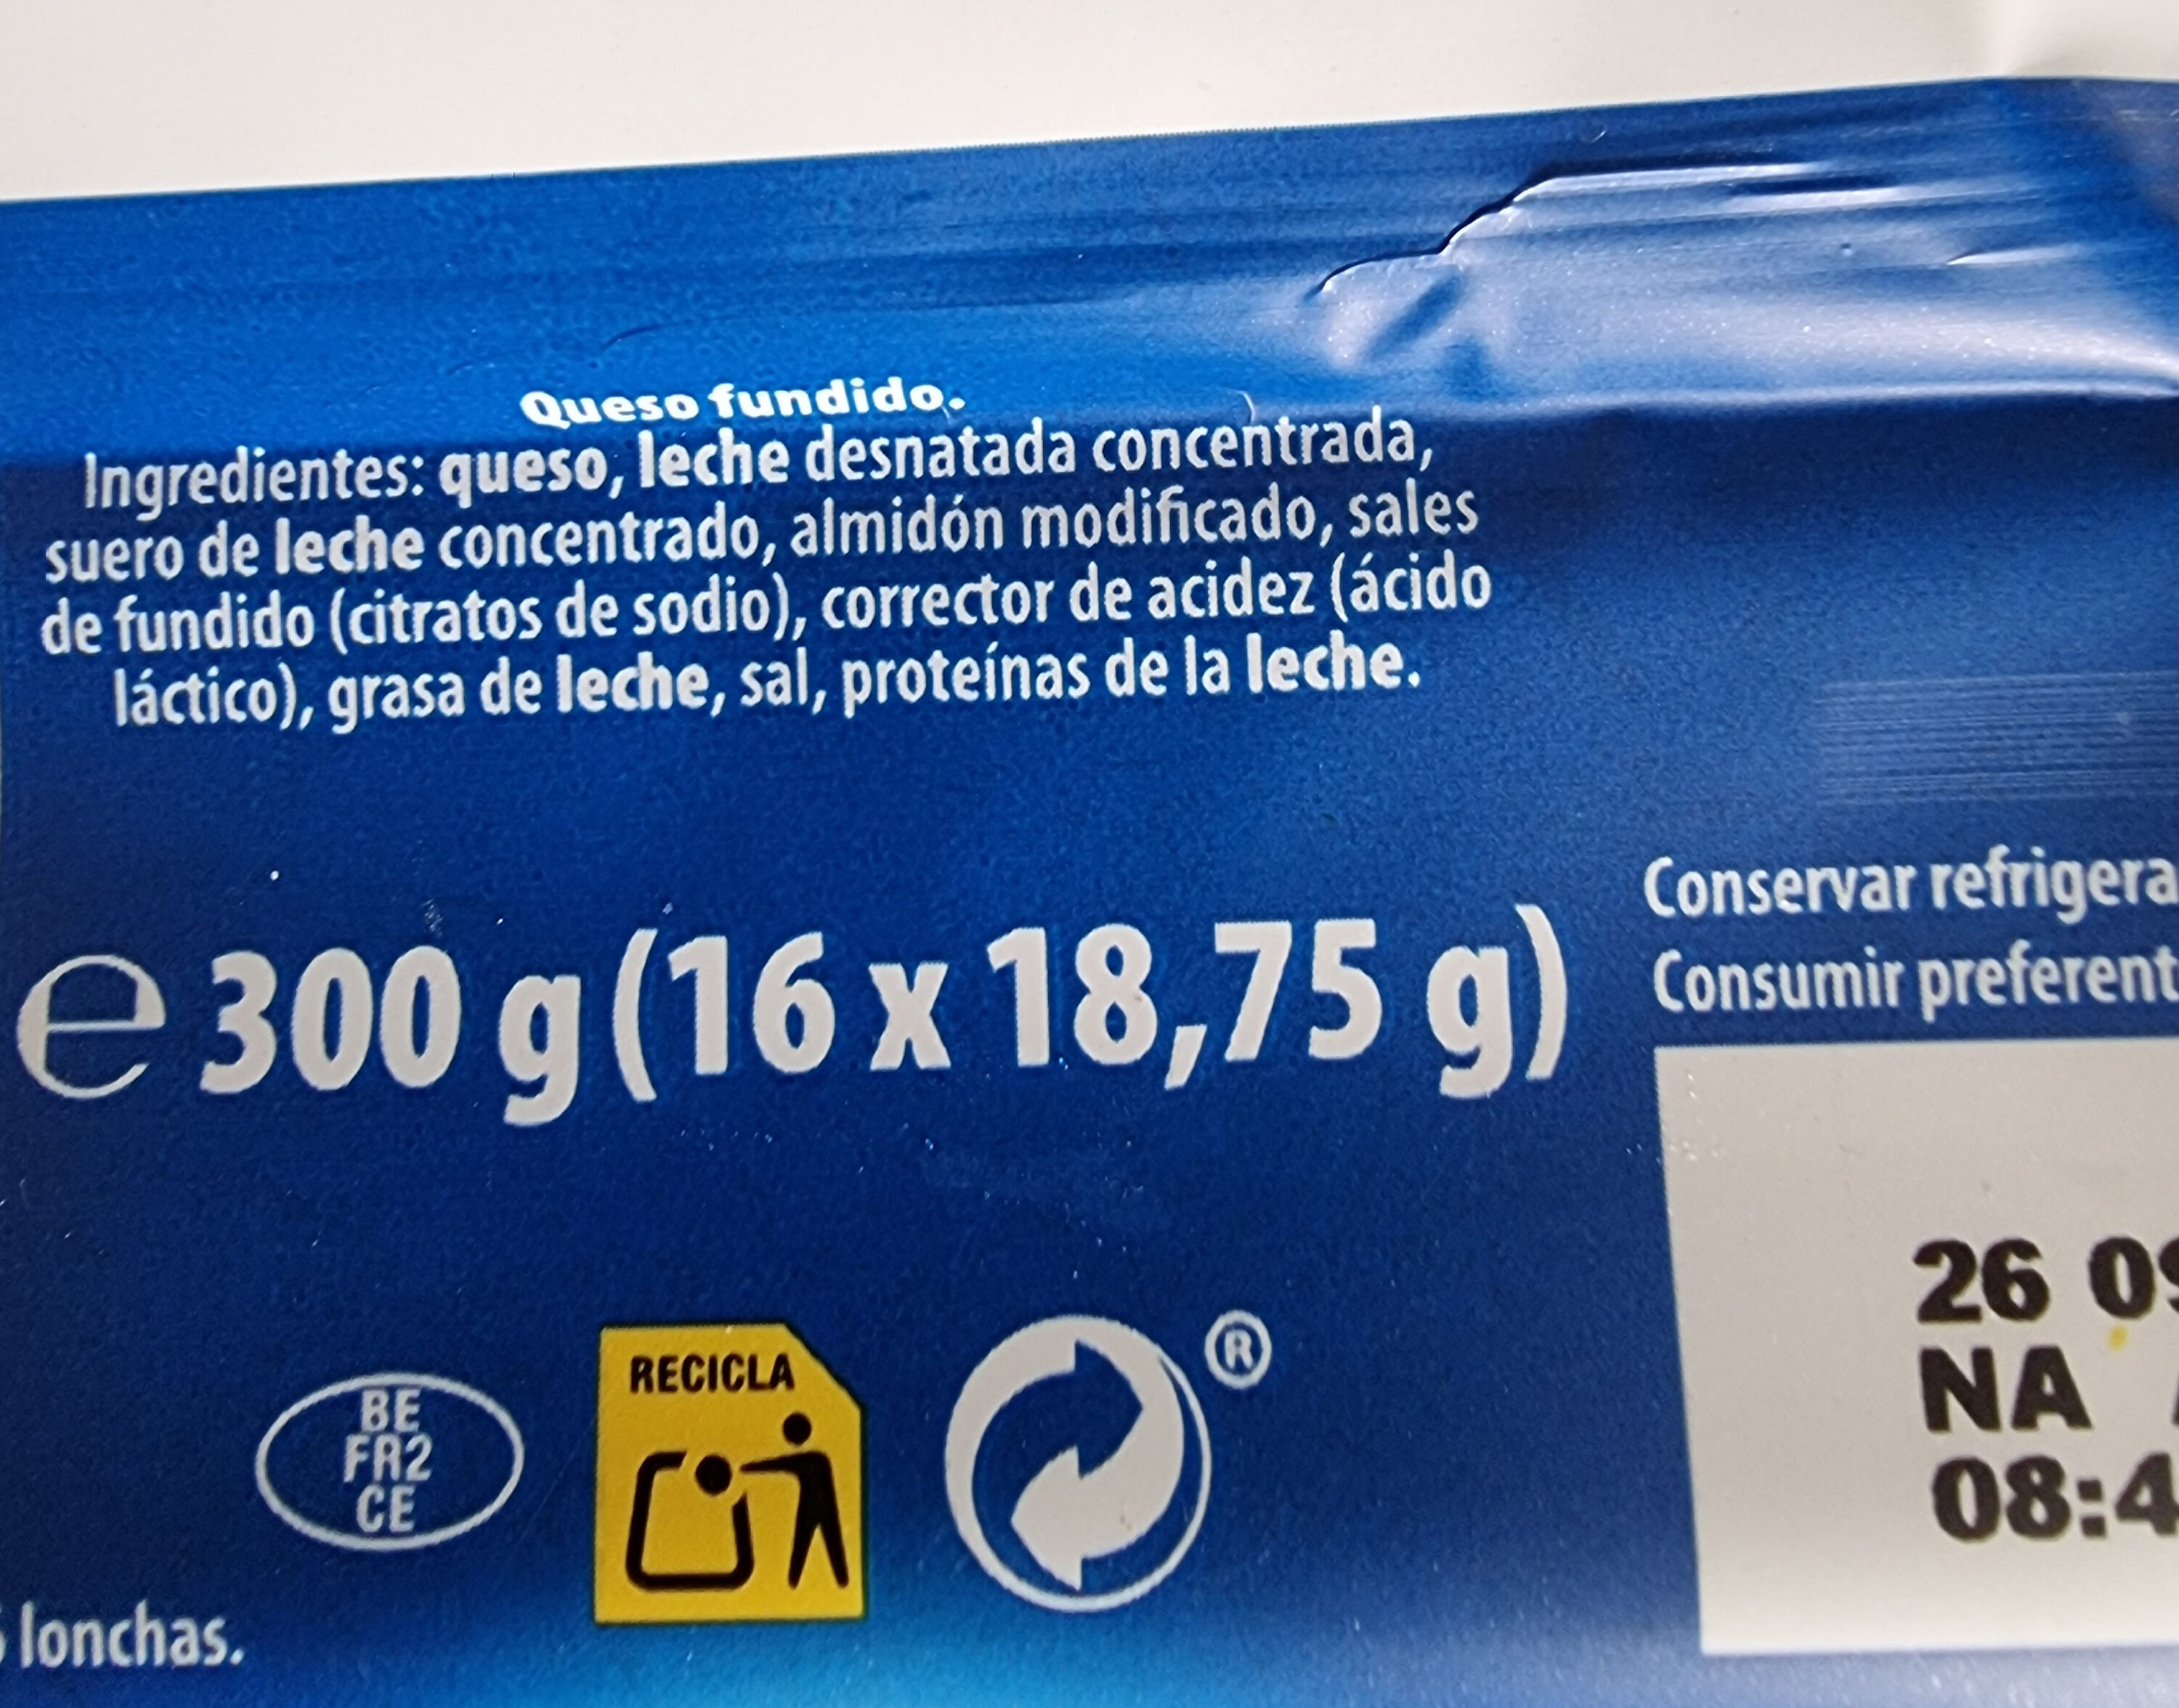 Queso fundido.
Ingredientes: queso, leche desnatada concentrada,
suero de leche concentrado, almidón modificado, sales
de fundido (citratos de sodio), corrector de acidez (ácido
láctico), grasa de leche, sal, proteínas de la leche.
℮ 300 g (16 x 18,75 g)
Conservar refrigera
Consumir preferent
26 09
NA
08:4
BE
FR2
CE
RECICLA
®
lonchas.